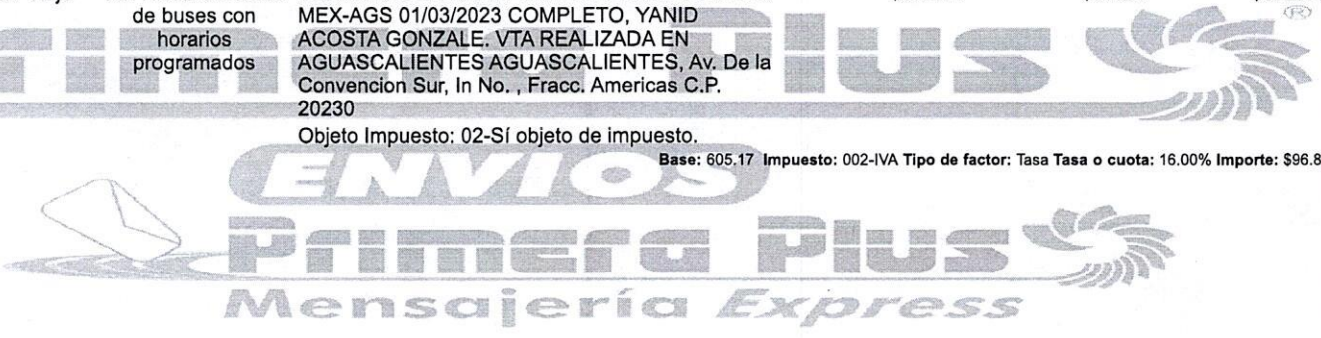 de buses con
horarios
programados
MEX-AGS 01/03/2023 COMPLETO, YANID
ACOSTA GONZALE. VTA REALIZADA EN
AGUASCALIENTES AGUASCALIENTES, Av. De la
Convencion Sur, In No. , Fracc. Americas C.P.
20230
Objeto Impuesto: 02-Sí objeto de impuesto.
Base: 605.17 Impuesto: 002-IVA Tipo de factor: Tasa Tasa o cuota: 16.00% Importe: $96.8
Primera Plus ®
ENVIOS
Primera Plus
Mensajería Express